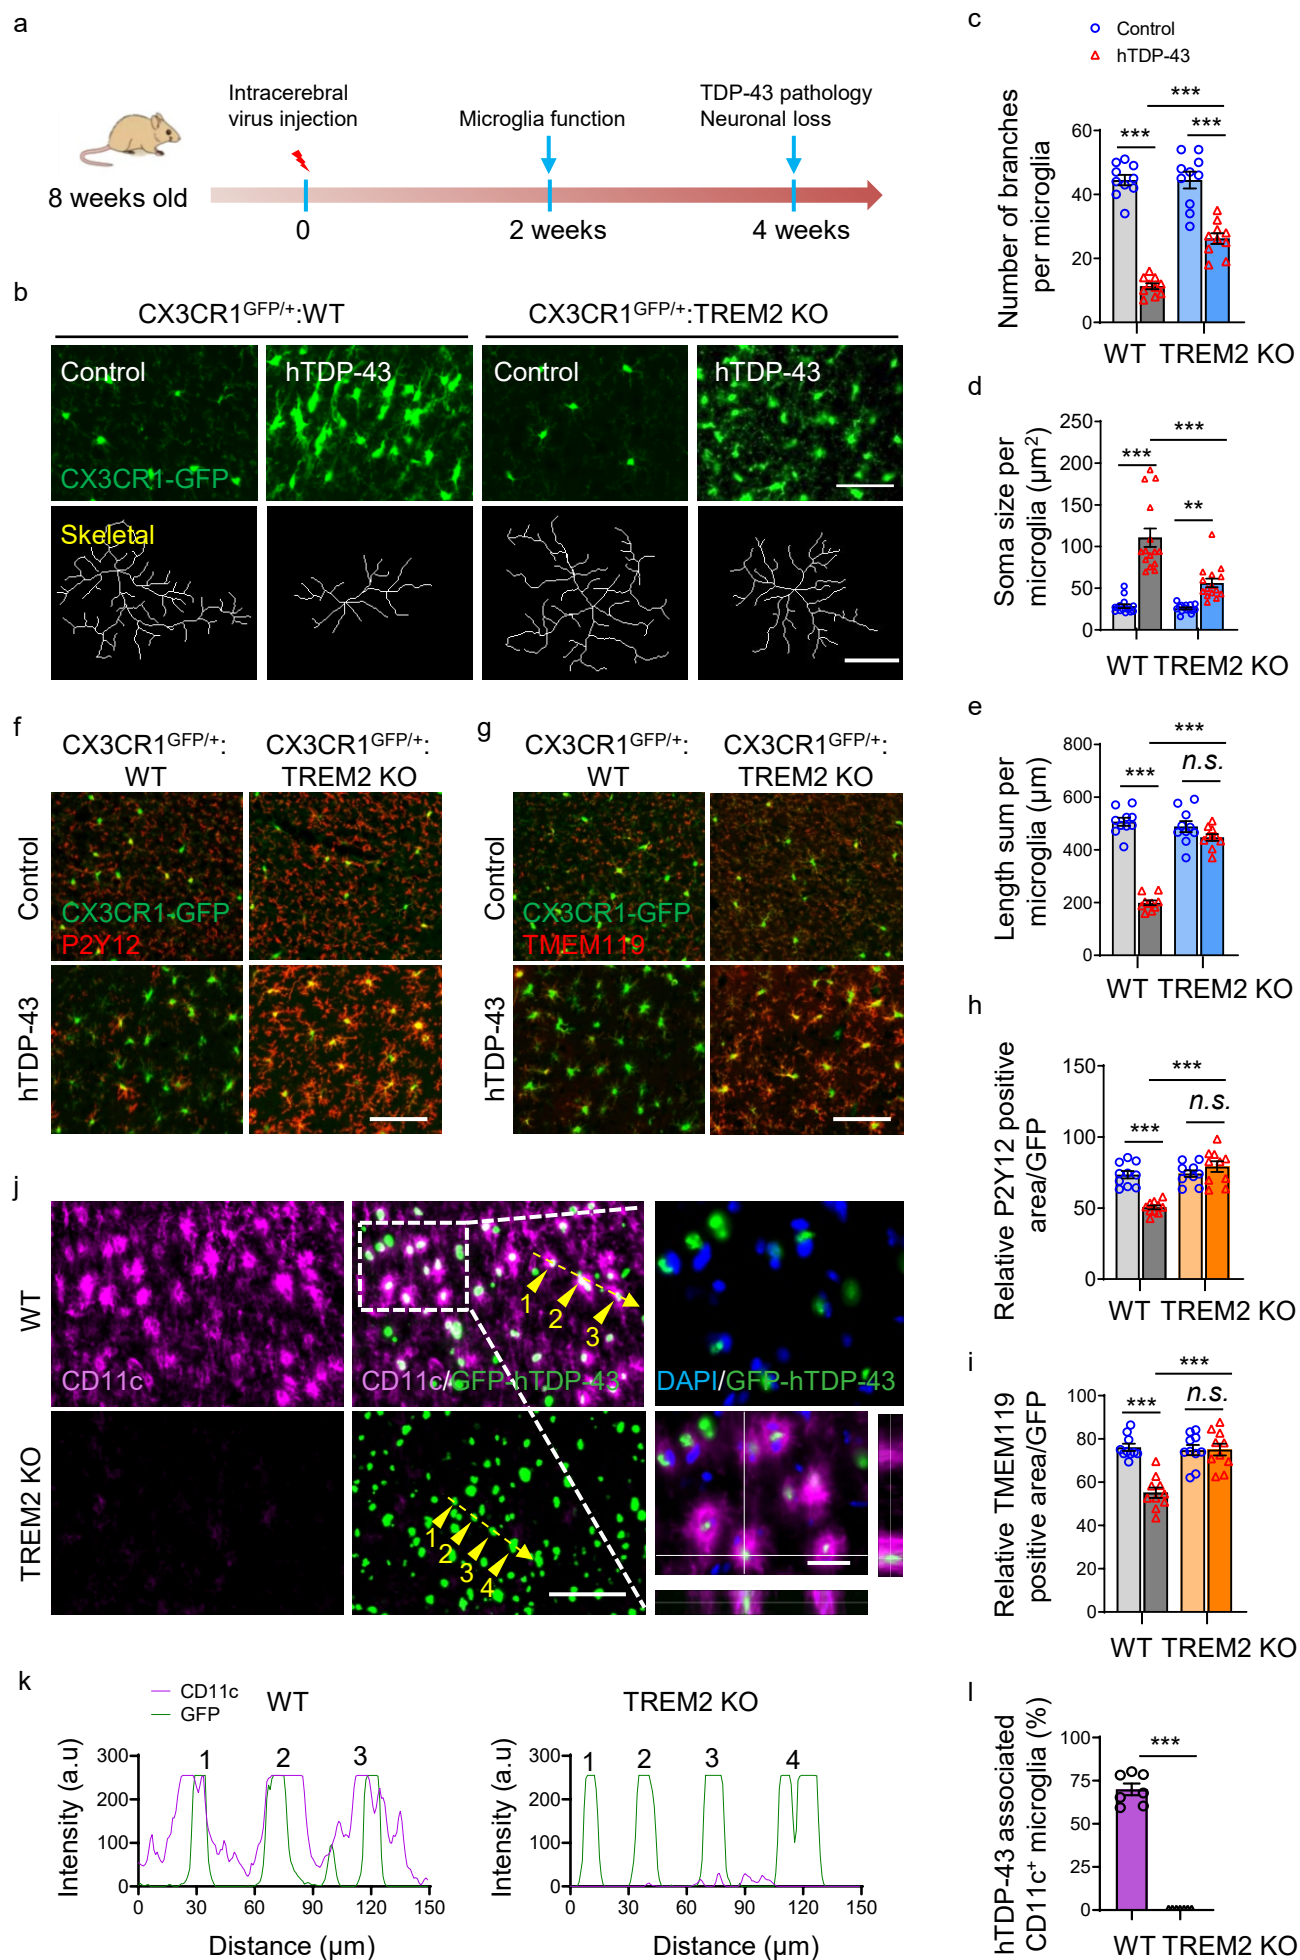 a
Intracerebral
virus injection
Microglia function
TDP-43 pathology
Neuronal loss
8 weeks old
0
2 weeks
4 weeks
b
CX3CR1GFP/+:WT
CX3CR1GFP/+:TREM2 KO
Control
hTDP-43
Control
hTDP-43
CX3CR1-GFP
Skeletal
c
Control
hTDP-43
Number of branches
per microglia
60
40
20
0
***
***
***
WT
TREM2 KO
d
Soma size per
microglia (µm2)
250
200
150
100
50
0
***
***
**
WT
TREM2 KO
e
Length sum per
microglia (µm)
800
600
400
200
0
***
***
n.s.
WT
TREM2 KO
f
CX3CR1GFP/+:
WT
CX3CR1GFP/+:
TREM2 KO
Control
CX3CR1-GFP
P2Y12
hTDP-43
g
CX3CR1GFP/+:
WT
CX3CR1GFP/+:
TREM2 KO
Control
CX3CR1-GFP
TMEM119
hTDP-43
h
Relative P2Y12 positive
area/GFP
150
100
50
0
***
***
n.s.
WT
TREM2 KO
i
Relative TMEM119
positive area/GFP
100
80
60
40
20
0
***
***
n.s.
WT
TREM2 KO
j
WT
CD11c
1
2
3
CD11c/GFP-hTDP-43
DAPI/GFP-hTDP-43
TREM2 KO
1
2
3
4
k
CD11c
GFP
WT
Intensity (a.u)
300
200
100
0
1
2
3
0
30
60
90
120
150
Distance (µm)
TREM2 KO
Intensity (a.u)
300
200
100
0
1
2
3
4
0
30
60
90
120
150
Distance (µm)
l
hTDP-43 associated
CD11c+ microglia (%)
100
75
50
25
0
***
WT
TREM2 KO